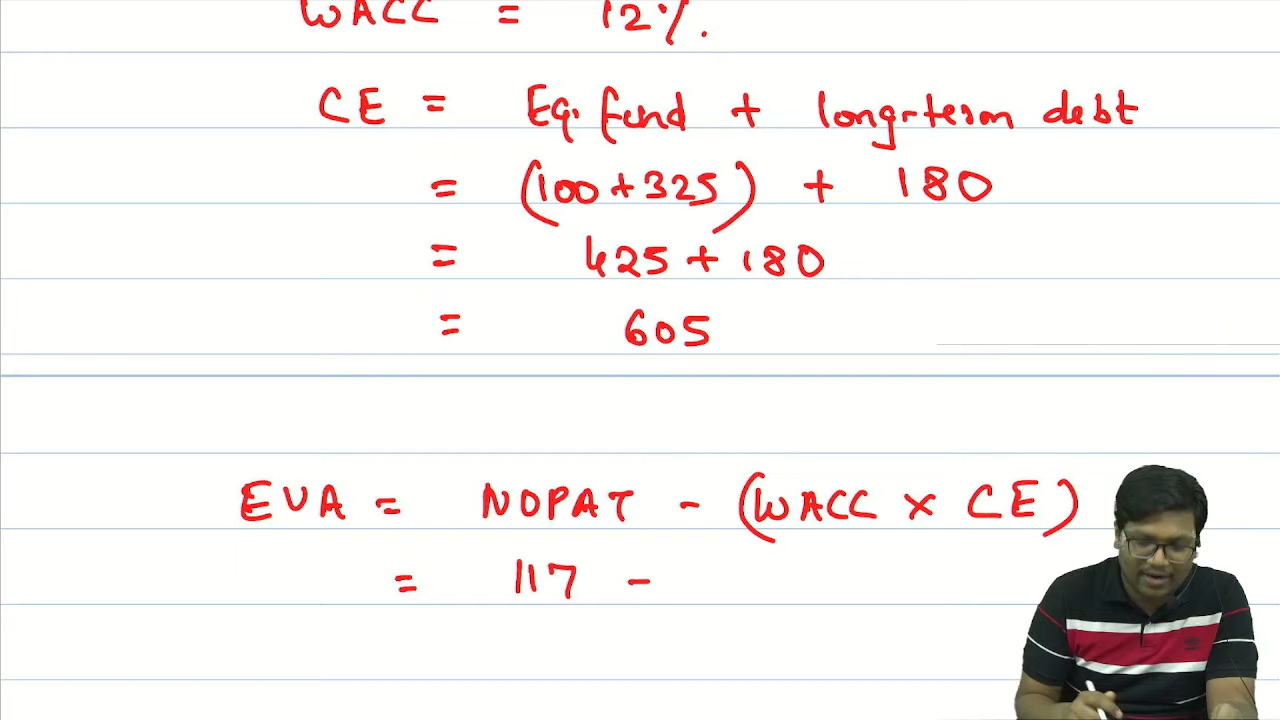 WACC = 12%.
CE = Eq. fund + long-term debt
= (100+325) + 180
= 425 + 180
= 605
EVA = NOPAT - (WACC × CE)
= 117 -